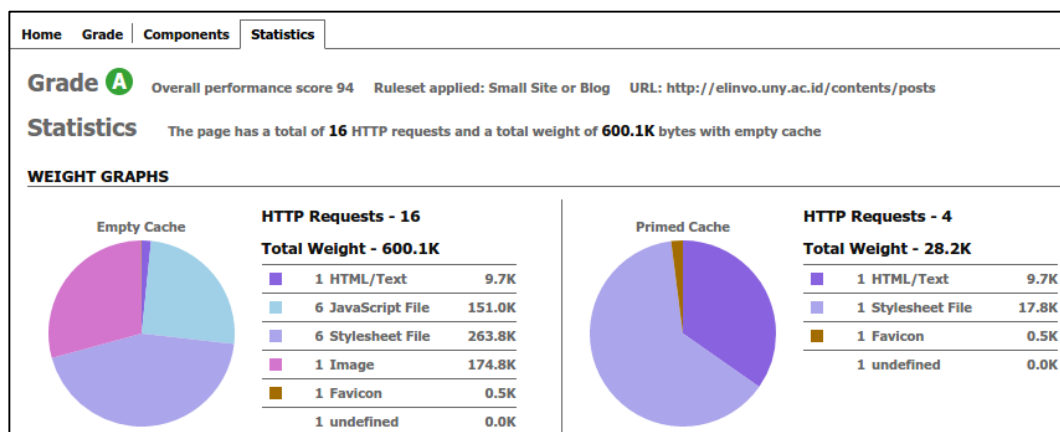 Home Grade Components Statistics
Grade A Overall performance score 94 Ruleset applied: Small Site or Blog URL: http://elinvo.uny.ac.id/contents/posts
Statistics The page has a total of 16 HTTP requests and a total weight of 600.1K bytes with empty cache
WEIGHT GRAPHS
Empty Cache
HTTP Requests - 16
Total Weight - 600.1K
1 HTML/Text 9.7K
6 JavaScript File 151.0K
6 Stylesheet File 263.8K
1 Image 174.8K
1 Favicon 0.5K
1 undefined 0.0K
Primed Cache
HTTP Requests - 4
Total Weight - 28.2K
1 HTML/Text 9.7K
1 Stylesheet File 17.8K
1 Favicon 0.5K
1 undefined 0.0K